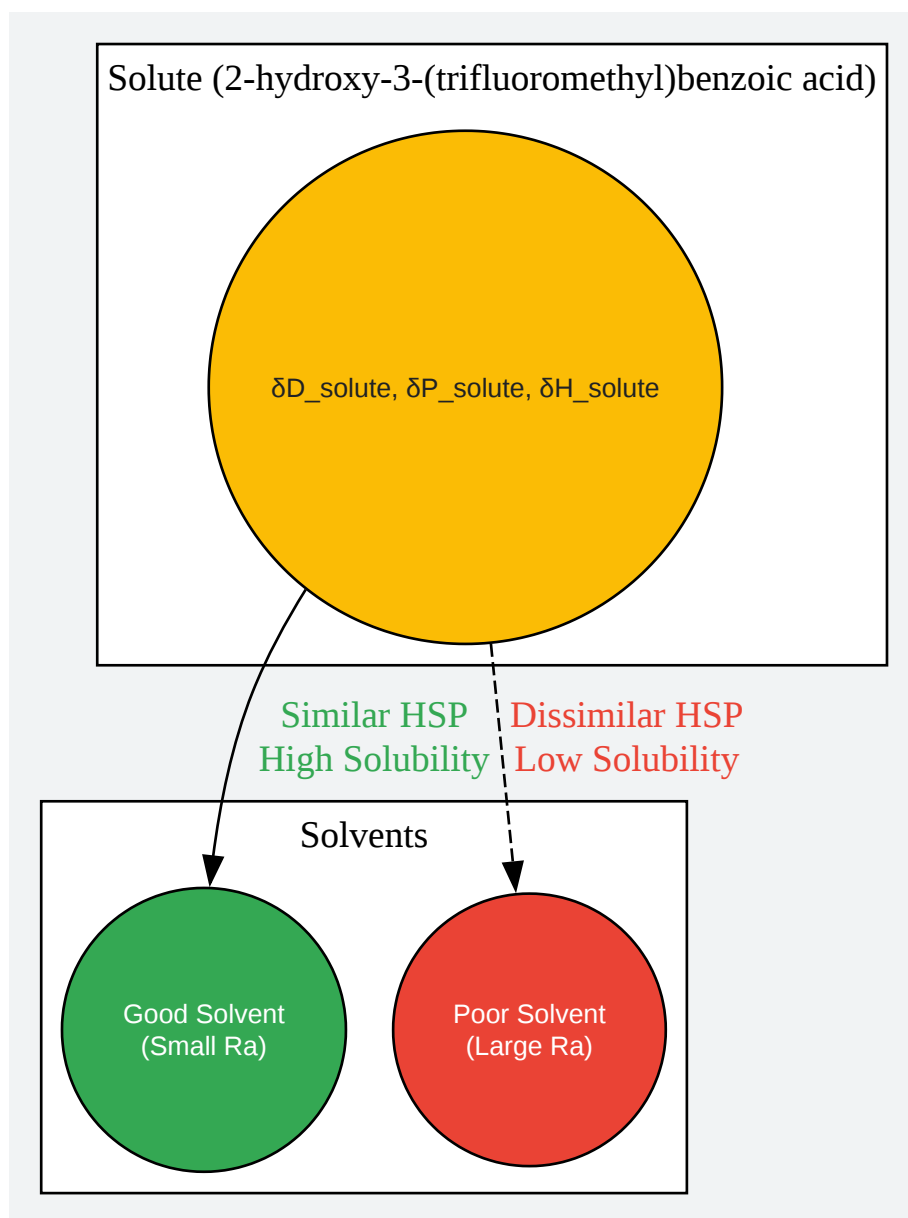 Solute (2-hydroxy-3-(trifluoromethyl)benzoic acid)
δD_solute, δP_solute, δH_solute
Similar HSP
High Solubility
Dissimilar HSP
Low Solubility
Solvents
Good Solvent
(Small Ra)
Poor Solvent
(Large Ra)